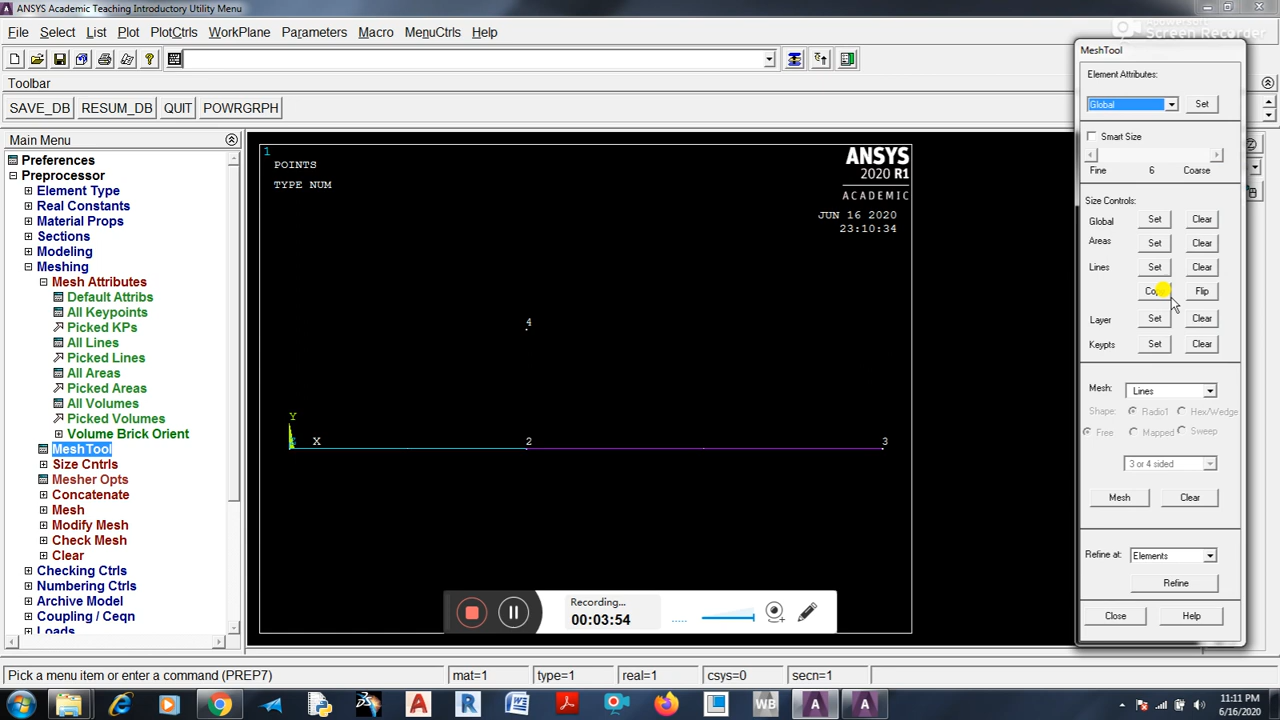 ANSYS Academic Teaching Introductory Utility Menu
Apowersoft
Screen Recorder
File Select List Plot PlotCtrls WorkPlane Parameters Macro MenuCtrls Help
Toolbar
SAVE_DB RESUM_DB QUIT POWRGRPH
Main Menu
Preferences
Preprocessor
Element Type
Real Constants
Material Props
Sections
Modeling
Meshing
Mesh Attributes
Default Attribs
All Keypoints
Picked KPs
All Lines
Picked Lines
All Areas
Picked Areas
All Volumes
Picked Volumes
Volume Brick Orient
MeshTool
Size Cntrls
Mesher Opts
Concatenate
Mesh
Modify Mesh
Check Mesh
Clear
Checking Ctrls
Numbering Ctrls
Archive Model
Coupling / Ceqn
Loads
1
POINTS
TYPE NUM
ANSYS
2020 R1
ACADEMIC
JUN 16 2020
23:10:34
4
Y
X 2 3
Recording...
00:03:54
MeshTool
Element Attributes:
Global Set
Smart Size
Fine 6 Coarse
Size Controls:
Global Set Clear
Areas Set Clear
Lines Set Clear
Flip
Layer Set Clear
Keypts Set Clear
Mesh: Lines
Shape: Radio1 Hex/Wedge
Free Mapped Sweep
3 or 4 sided
Mesh Clear
Refine at: Elements
Refine
Close Help
Pick a menu item or enter a command (PREP7) mat=1 type=1 real=1 csys=0 secn=1
11:11 PM
6/16/2020